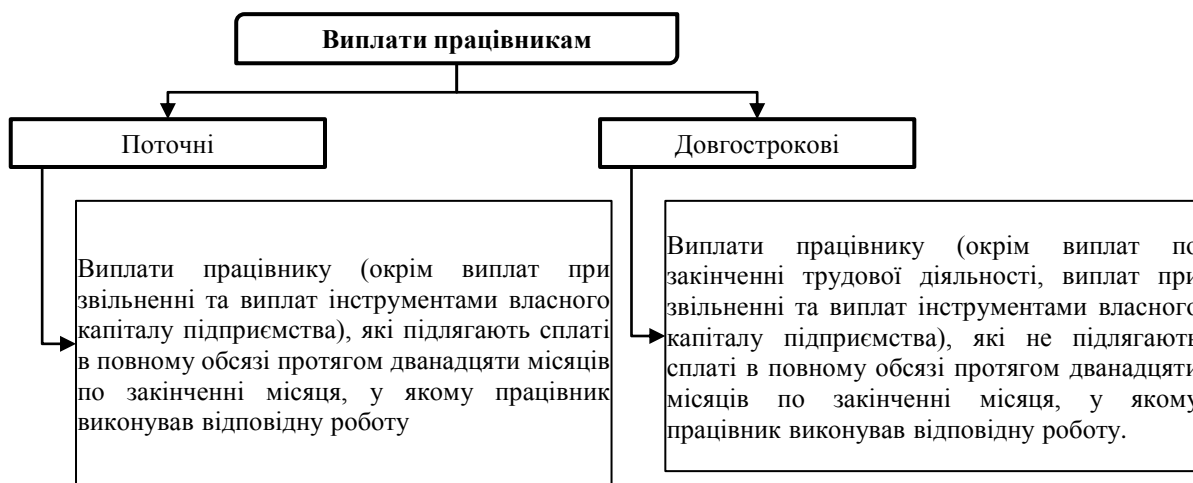 Виплати працівникам
Поточні
Довгострокові
Виплати працівнику (окрім виплат при
звільненні та виплат інструментами власного
капіталу підприємства), які підлягають сплаті
в повному обсязі протягом дванадцяти місяців
по закінченні місяця, у якому працівник
виконував відповідну роботу
Виплати працівнику (окрім виплат по
закінченні трудової діяльності, виплат при
звільненні та виплат інструментами власного
капіталу підприємства), які не підлягають
сплаті в повному обсязі протягом дванадцяти
місяців по закінченні місяця, у якому
працівник виконував відповідну роботу.